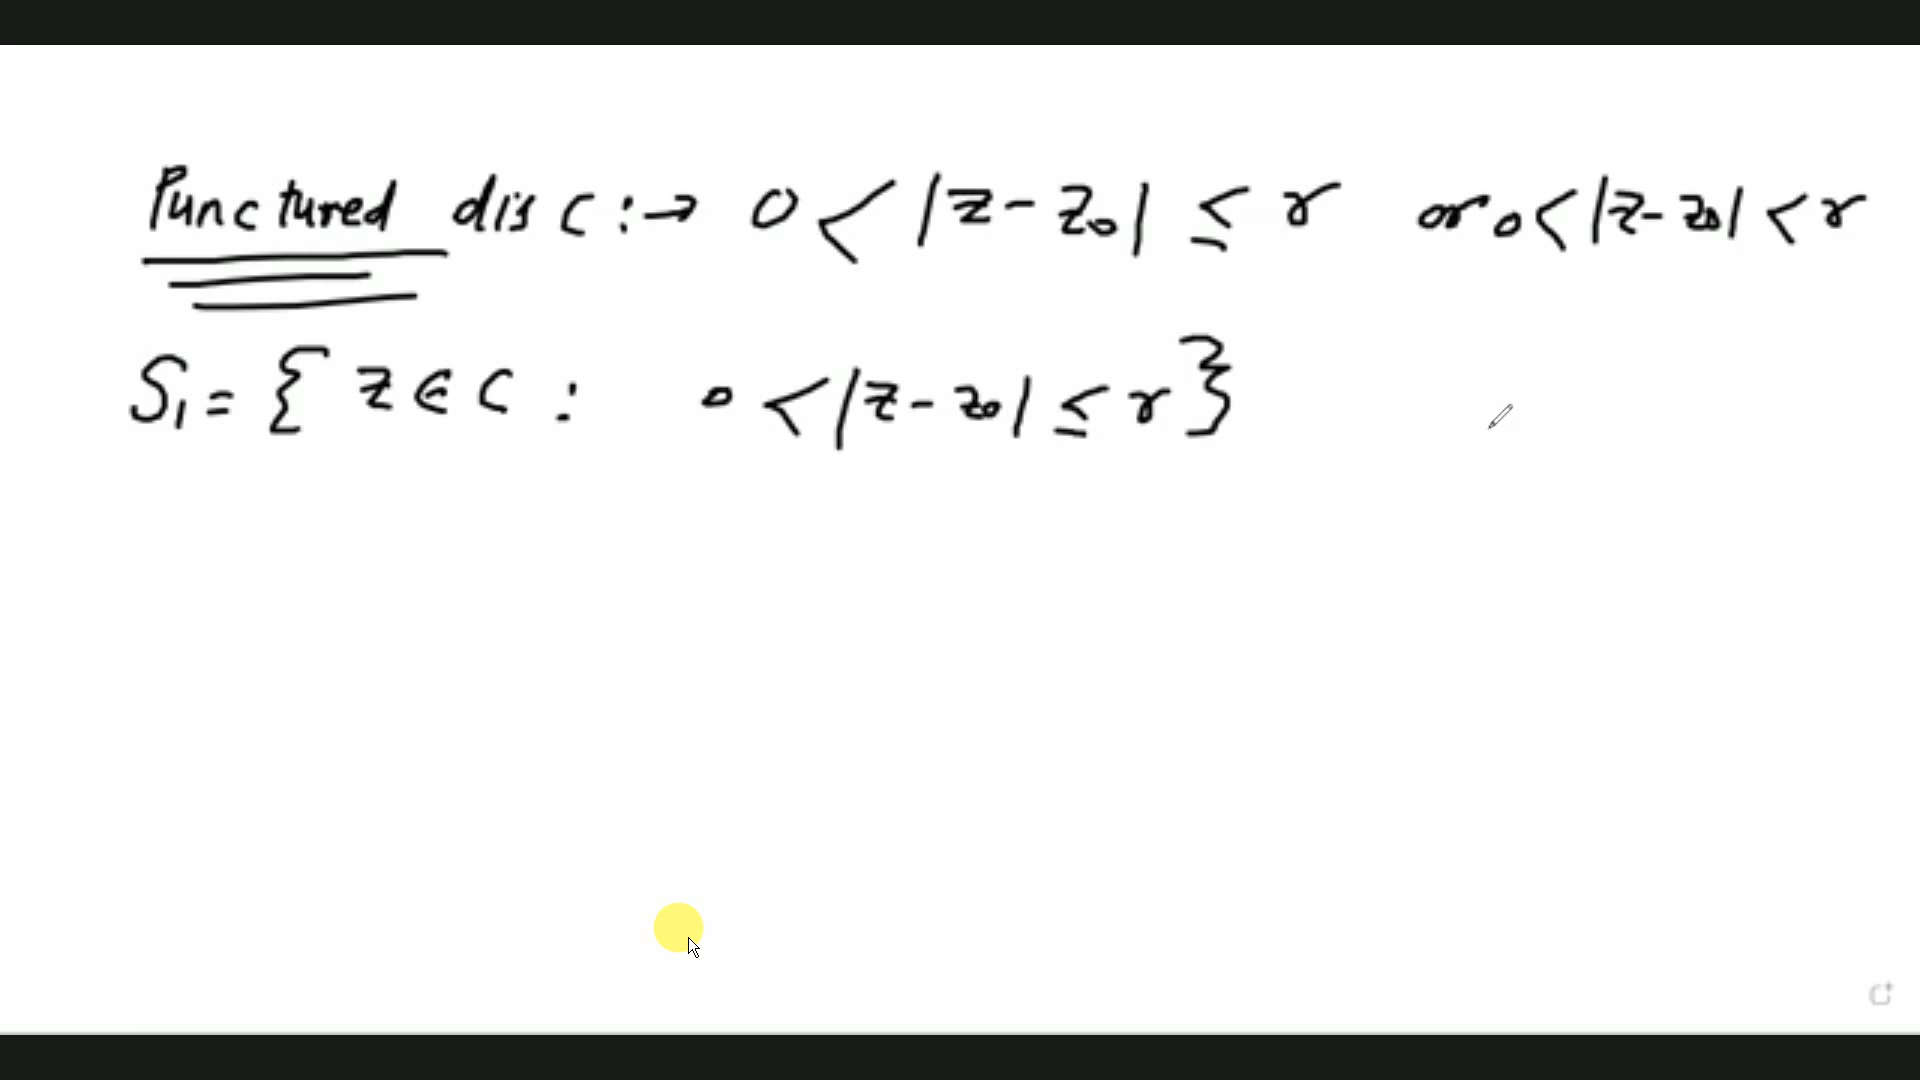 Punctured disc :→ 0 < |z - z₀| ≤ r or 0 < |z - z₀| < r
S₁ = { z ∈ C : 0 < |z - z₀| ≤ r }